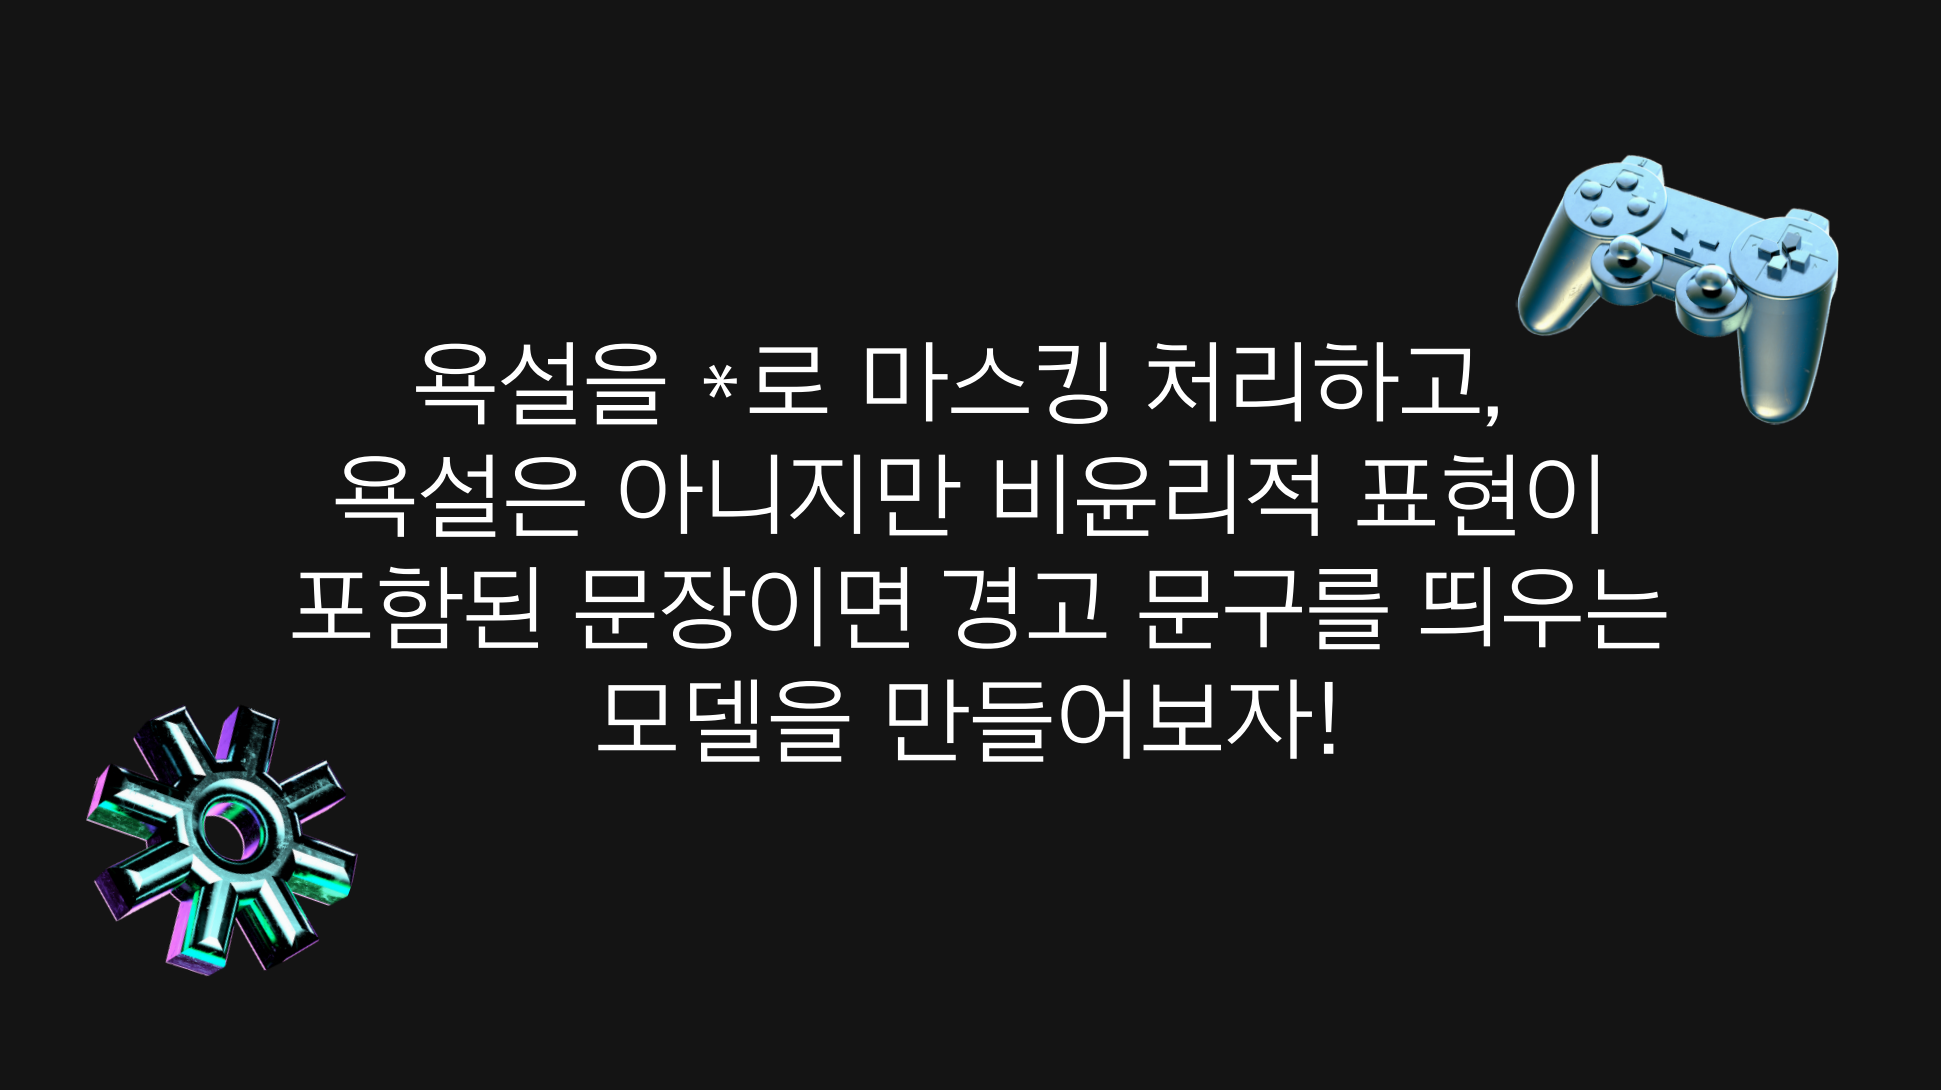 욕설을 *로 마스킹 처리하고,
욕설은 아니지만 비윤리적 표현이
포함된 문장이면 경고 문구를 띄우는
모델을 만들어보자!